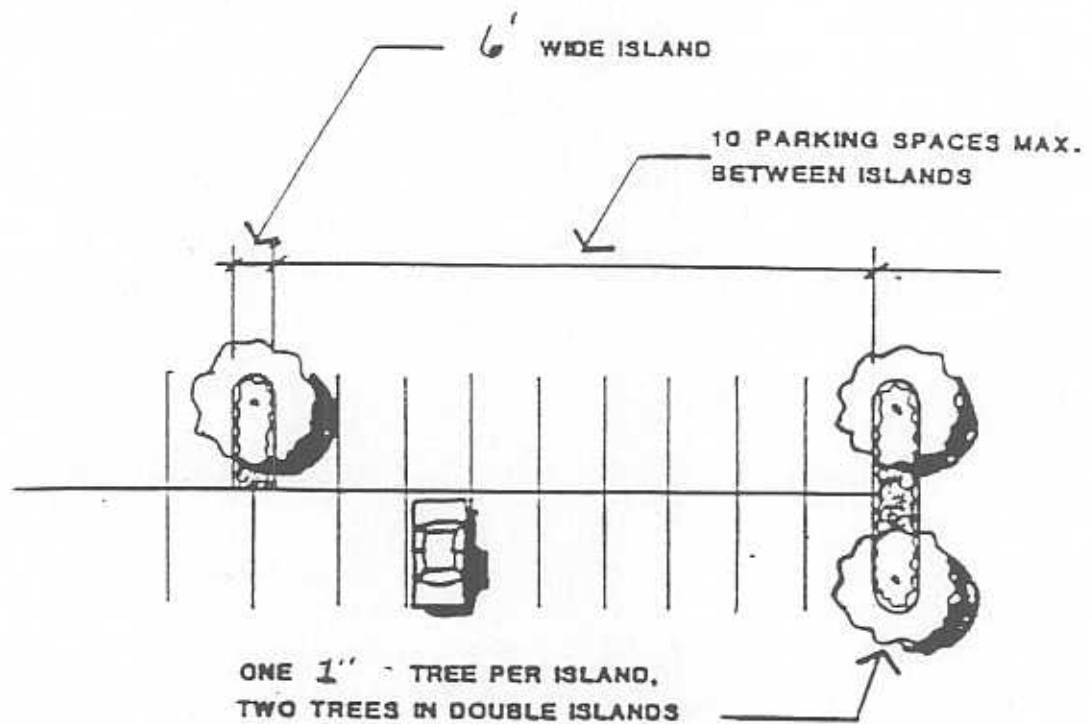 6' WIDE ISLAND
10 PARKING SPACES MAX.
BETWEEN ISLANDS
ONE 1" - TREE PER ISLAND,
TWO TREES IN DOUBLE ISLANDS